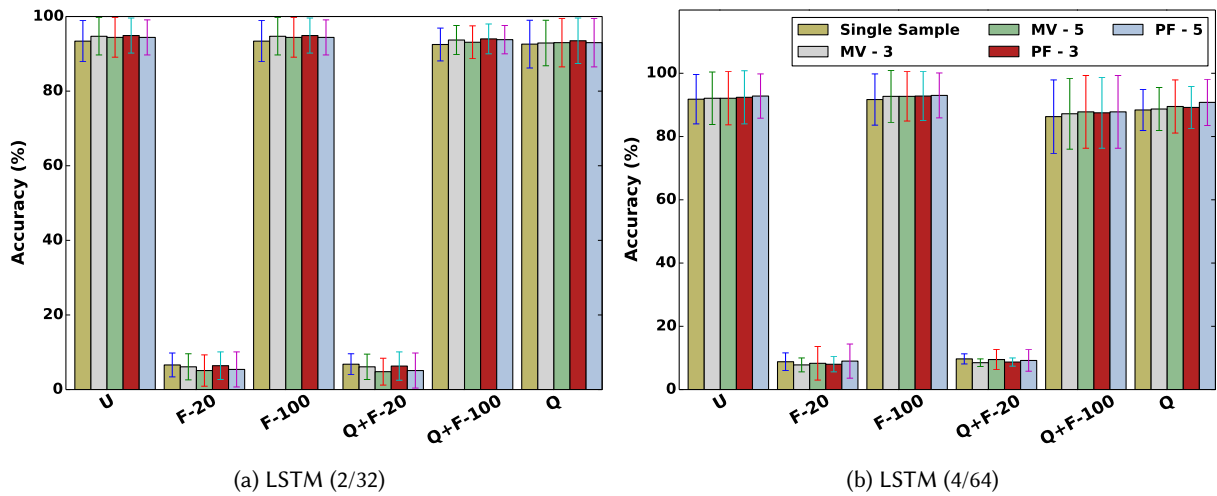 100
80
60
40
20
0
Accuracy (%)
U
F-20
F-100
Q+F-20
Q+F-100
Q
(a) LSTM (2/32)
Single Sample
MV - 3
MV - 5
PF - 3
PF - 5
100
80
60
40
20
0
Accuracy (%)
U
F-20
F-100
Q+F-20
Q+F-100
Q
(b) LSTM (4/64)